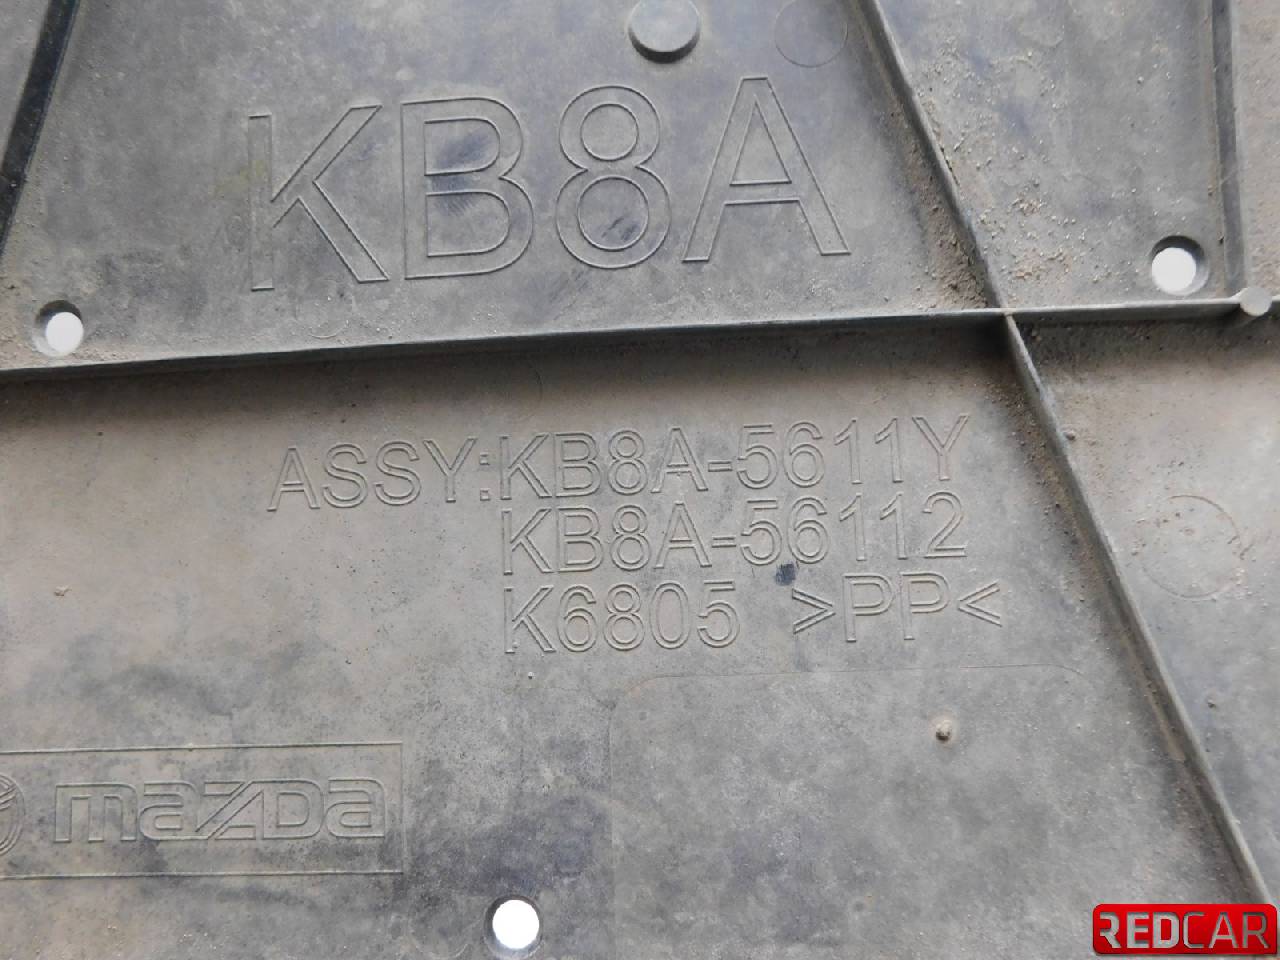 KB8A
ASSY:KB8A-5611Y
KB8A-56112
K6805 >PP<
mazda
REDCAR